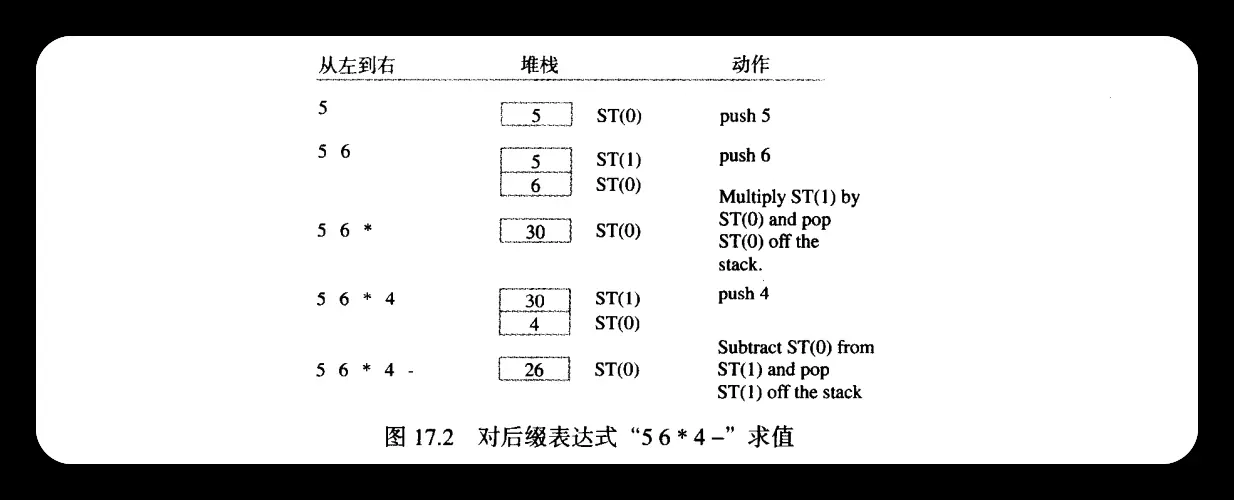 从左到右 堆栈 动作
5 5 ST(0) push 5
5 6 5 ST(1) push 6
6 ST(0)
Multiply ST(1) by
5 6 * 30 ST(0) ST(0) and pop
ST(0) off the
stack.
5 6 * 4 30 ST(1) push 4
4 ST(0)
Subtract ST(0) from
5 6 * 4 - 26 ST(0) ST(1) and pop
ST(1) off the stack
图 17.2 对后缀表达式“5 6 * 4 –”求值